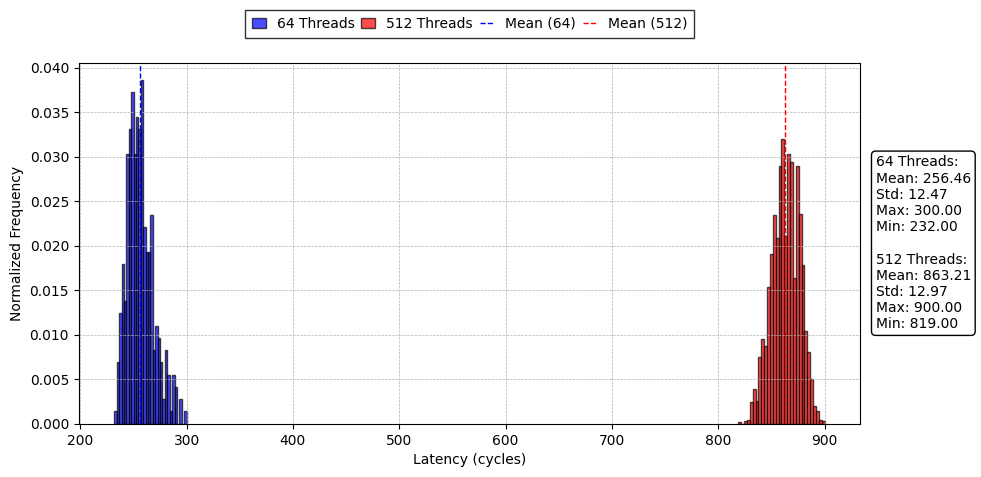 64 Threads 512 Threads Mean (64) Mean (512)
0.040
0.035
0.030
0.025
0.020
0.015
0.010
0.005
0.000
Normalized Frequency
200 300 400 500 600 700 800 900
Latency (cycles)
64 Threads:
Mean: 256.46
Std: 12.47
Max: 300.00
Min: 232.00
512 Threads:
Mean: 863.21
Std: 12.97
Max: 900.00
Min: 819.00